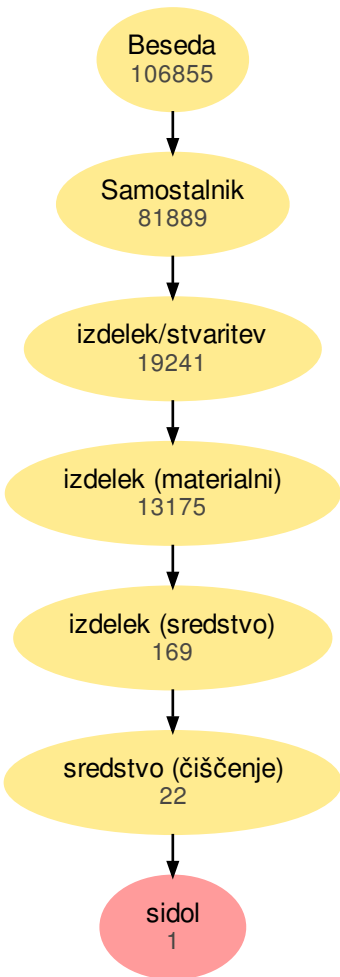 Beseda
106855
Samostalnik
81889
izdelek/stvaritev
19241
izdelek (materialni)
13175
izdelek (sredstvo)
169
sredstvo (čiščenje)
22
sidol
1